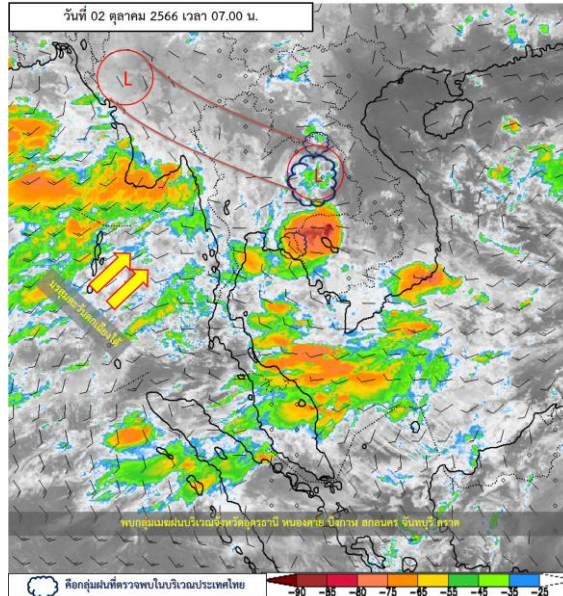 วันที่ 02 ตุลาคม 2566 เวลา 07.00 น.
L
L
มรสุมตะวันตกเฉียงใต้
พบกลุ่มเมฆฝนบริเวณจังหวัดอุดรธานี หนองคาย บึงกาฬ สกลนคร จันทบุรี ตราด
คือกลุ่มฝนที่ตรวจพบในบริเวณประเทศไทย
-90 -85 -80 -75 -65 -55 -45 -35 -25